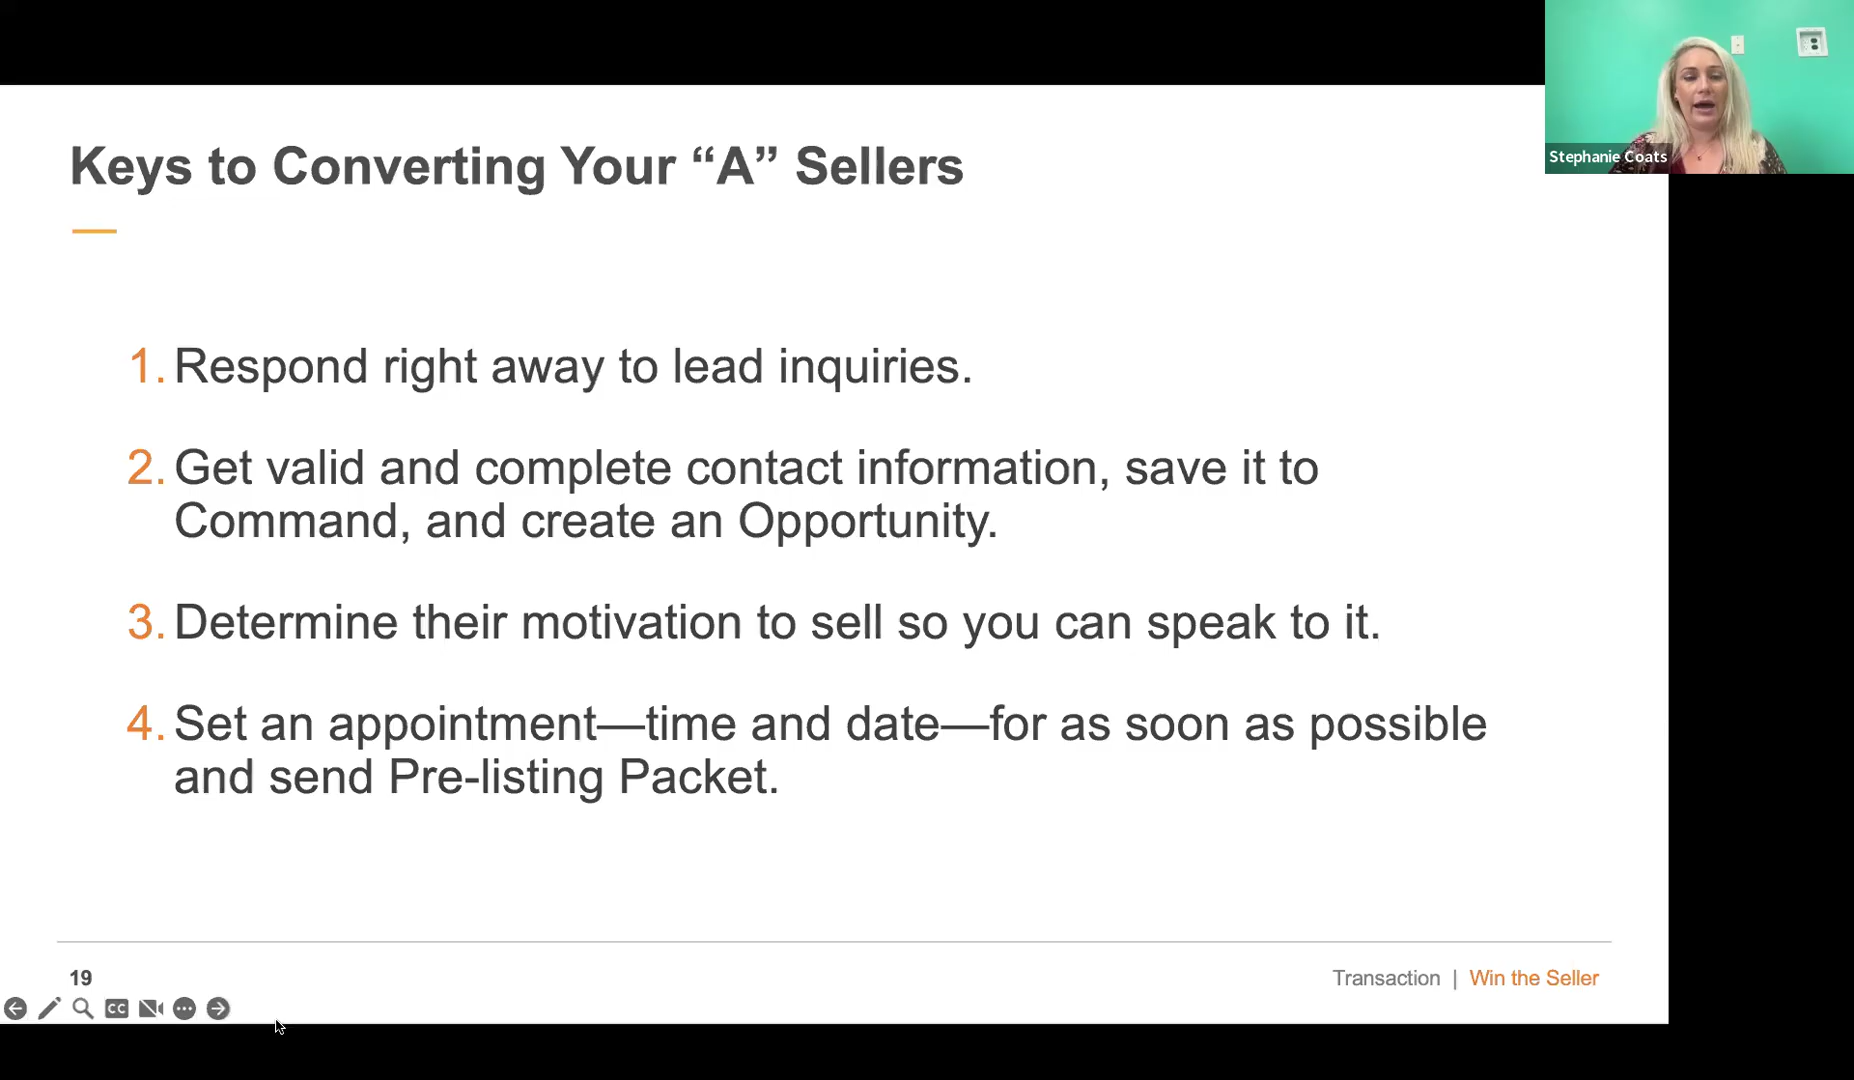 Stephanie Coats
Keys to Converting Your “A” Sellers
1. Respond right away to lead inquiries.
2. Get valid and complete contact information, save it to
Command, and create an Opportunity.
3. Determine their motivation to sell so you can speak to it.
4. Set an appointment—time and date—for as soon as possible
and send Pre-listing Packet.
19
Transaction | Win the Seller
CC